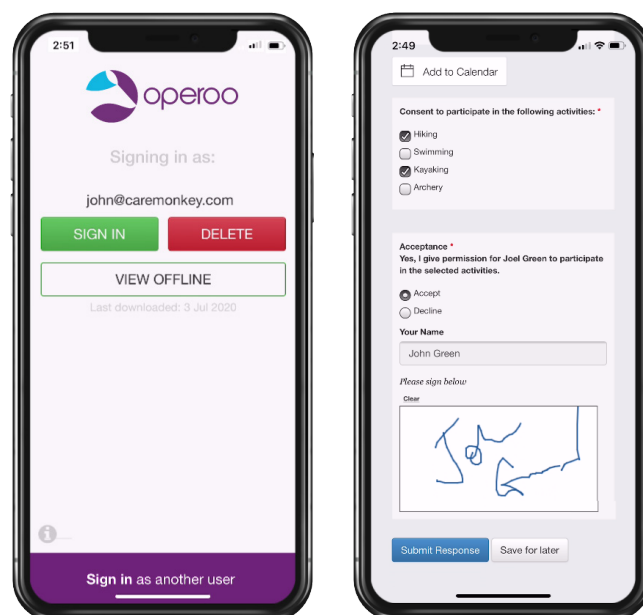 2:51
operoo
Signing in as:
john@caremonkey.com
SIGN IN
DELETE
VIEW OFFLINE
Last downloaded: 3 Jul 2020
Sign in as another user
2:49
Add to Calendar
Consent to participate in the following activities: *
Hiking
Swimming
Kayaking
Archery
Acceptance *
Yes, I give permission for Joel Green to participate
in the selected activities.
Accept
Decline
Your Name
John Green
Please sign below
Clear
Submit Response
Save for later